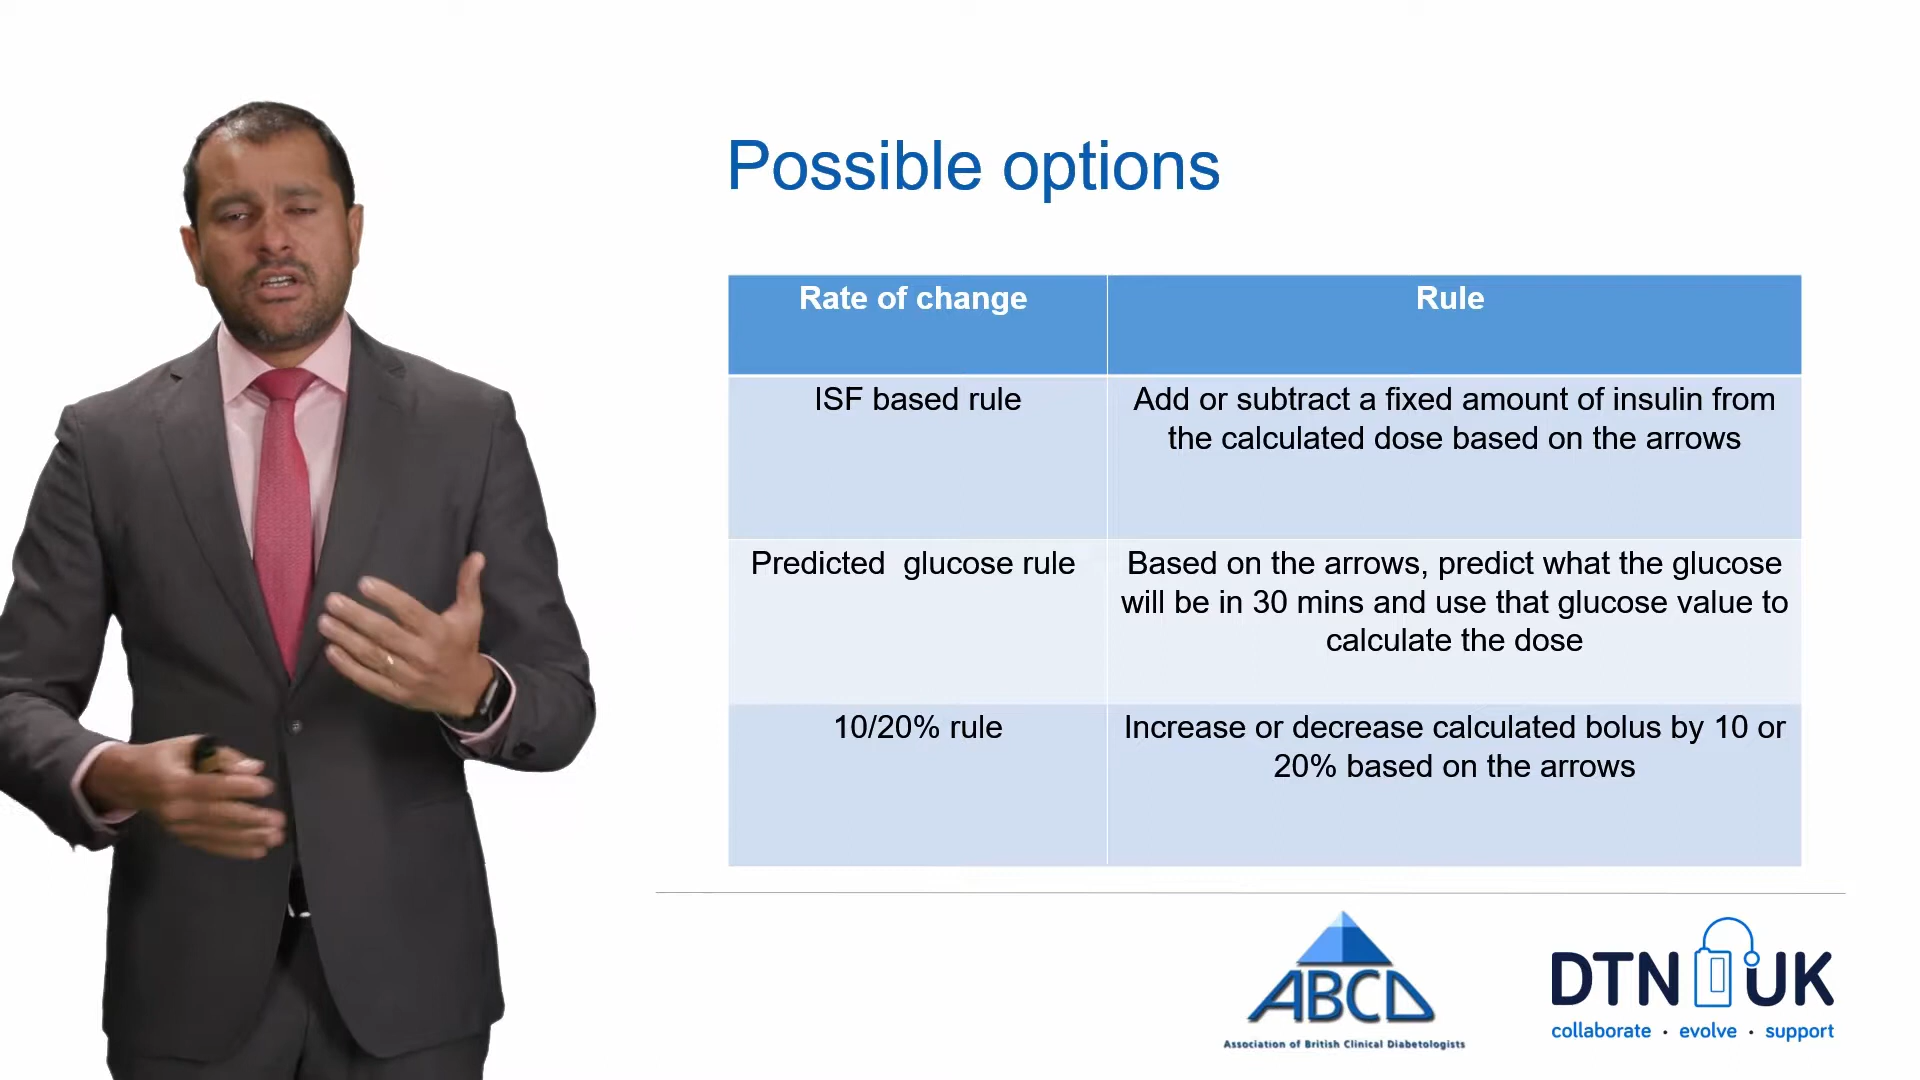 Possible options
Rate of change
Rule
ISF based rule
Add or subtract a fixed amount of insulin from
the calculated dose based on the arrows
Predicted  glucose rule
Based on the arrows, predict what the glucose
will be in 30 mins and use that glucose value to
calculate the dose
10/20% rule
Increase or decrease calculated bolus by 10 or
20% based on the arrows
ABCD
Association of British Clinical Diabetologists
DTN UK
collaborate · evolve · support